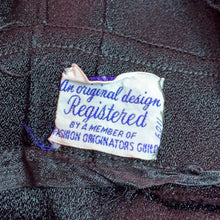 An original design
Registered
BY A MEMBER OF
FASHION ORIGINATORS GUILD